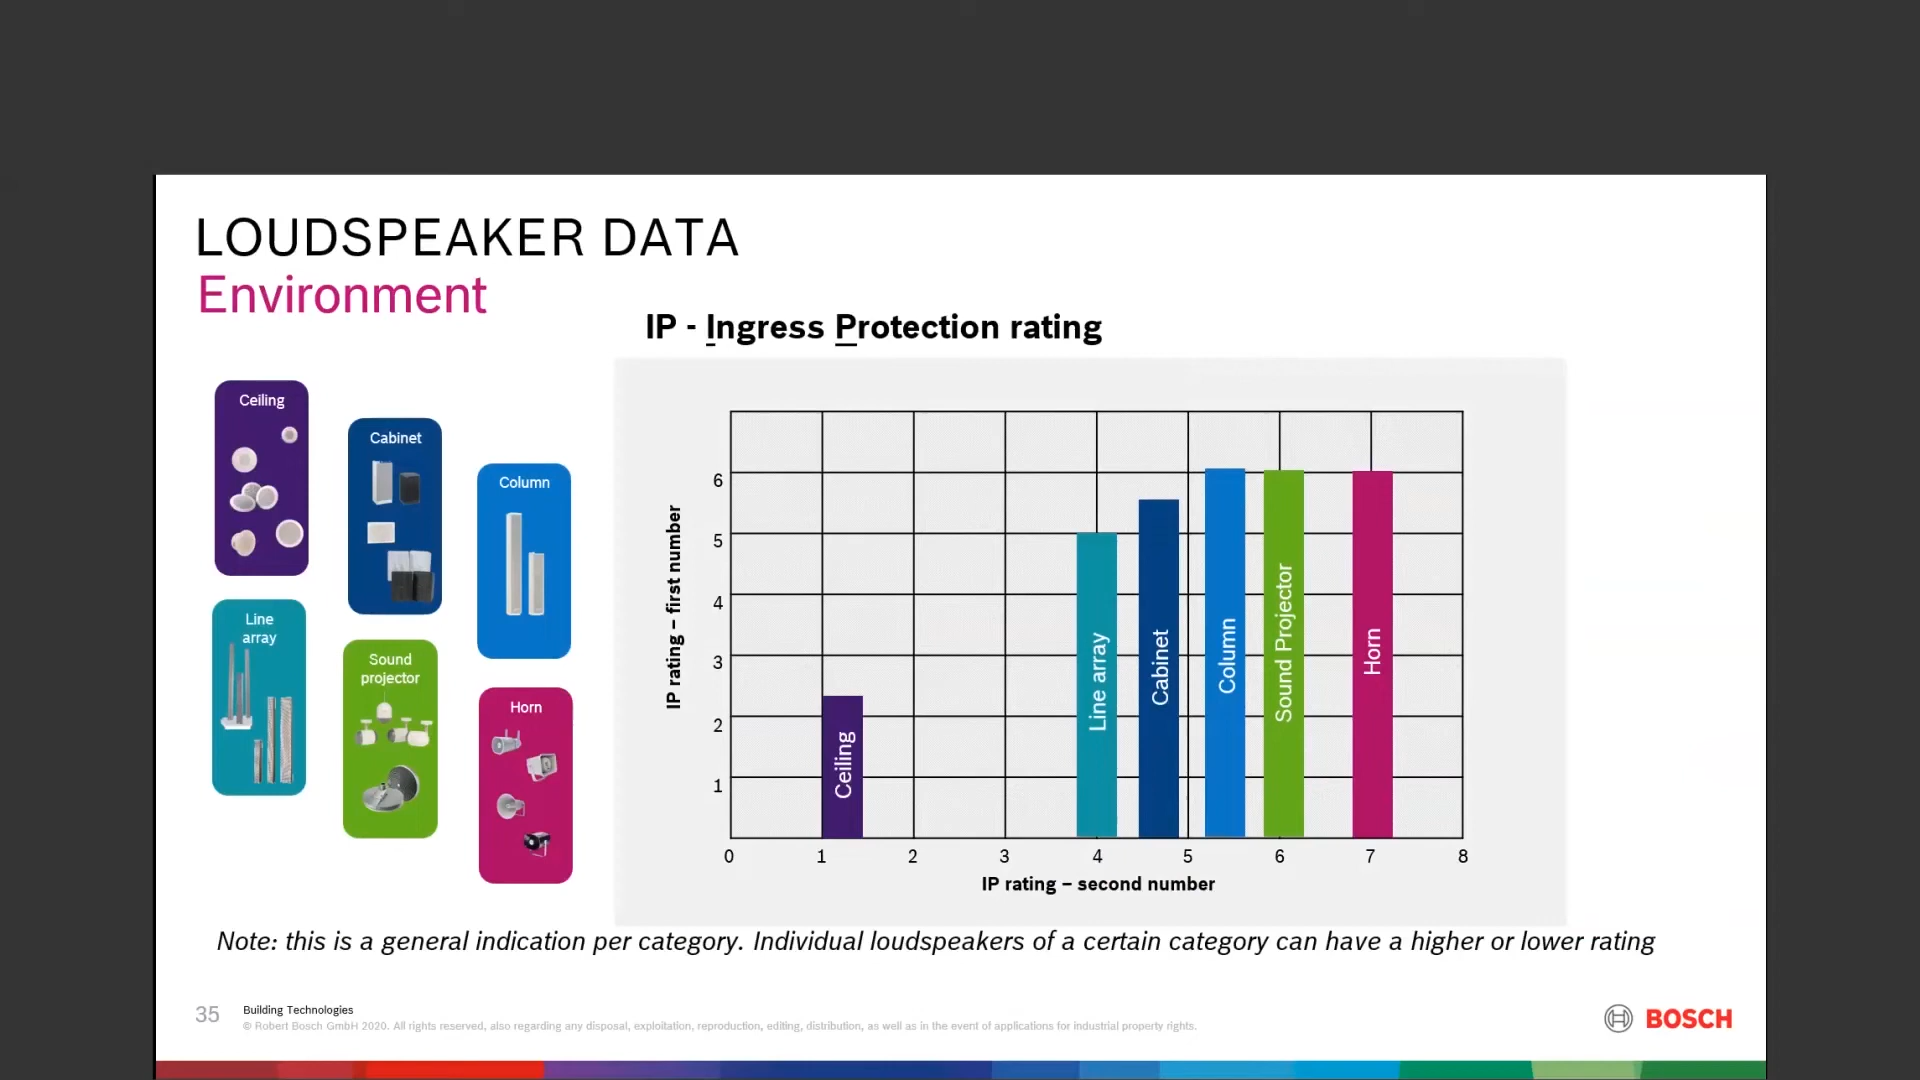 LOUDSPEAKER DATA
Environment
IP - Ingress Protection rating
Ceiling
Cabinet
Column
Line
array
Sound
projector
Horn
IP rating – first number
6
5
4
3
2
1
Ceiling
Line array
Cabinet
Column
Sound Projector
Horn
0 1 2 3 4 5 6 7 8
IP rating – second number
Note: this is a general indication per category. Individual loudspeakers of a certain category can have a higher or lower rating
35
Building Technologies
© Robert Bosch GmbH 2020. All rights reserved, also regarding any disposal, exploitation, reproduction, editing, distribution, as well as in the event of applications for industrial property rights.
BOSCH